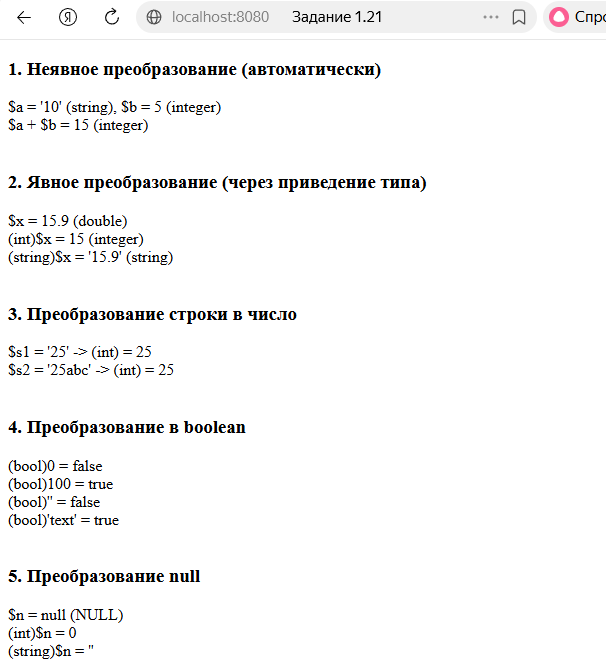 localhost:8080 Задание 1.21 Спро
1. Неявное преобразование (автоматически)
$a = '10' (string), $b = 5 (integer)
$a + $b = 15 (integer)
2. Явное преобразование (через приведение типа)
$x = 15.9 (double)
(int)$x = 15 (integer)
(string)$x = '15.9' (string)
3. Преобразование строки в число
$s1 = '25' -> (int) = 25
$s2 = '25abc' -> (int) = 25
4. Преобразование в boolean
(bool)0 = false
(bool)100 = true
(bool)'' = false
(bool)'text' = true
5. Преобразование null
$n = null (NULL)
(int)$n = 0
(string)$n = ''